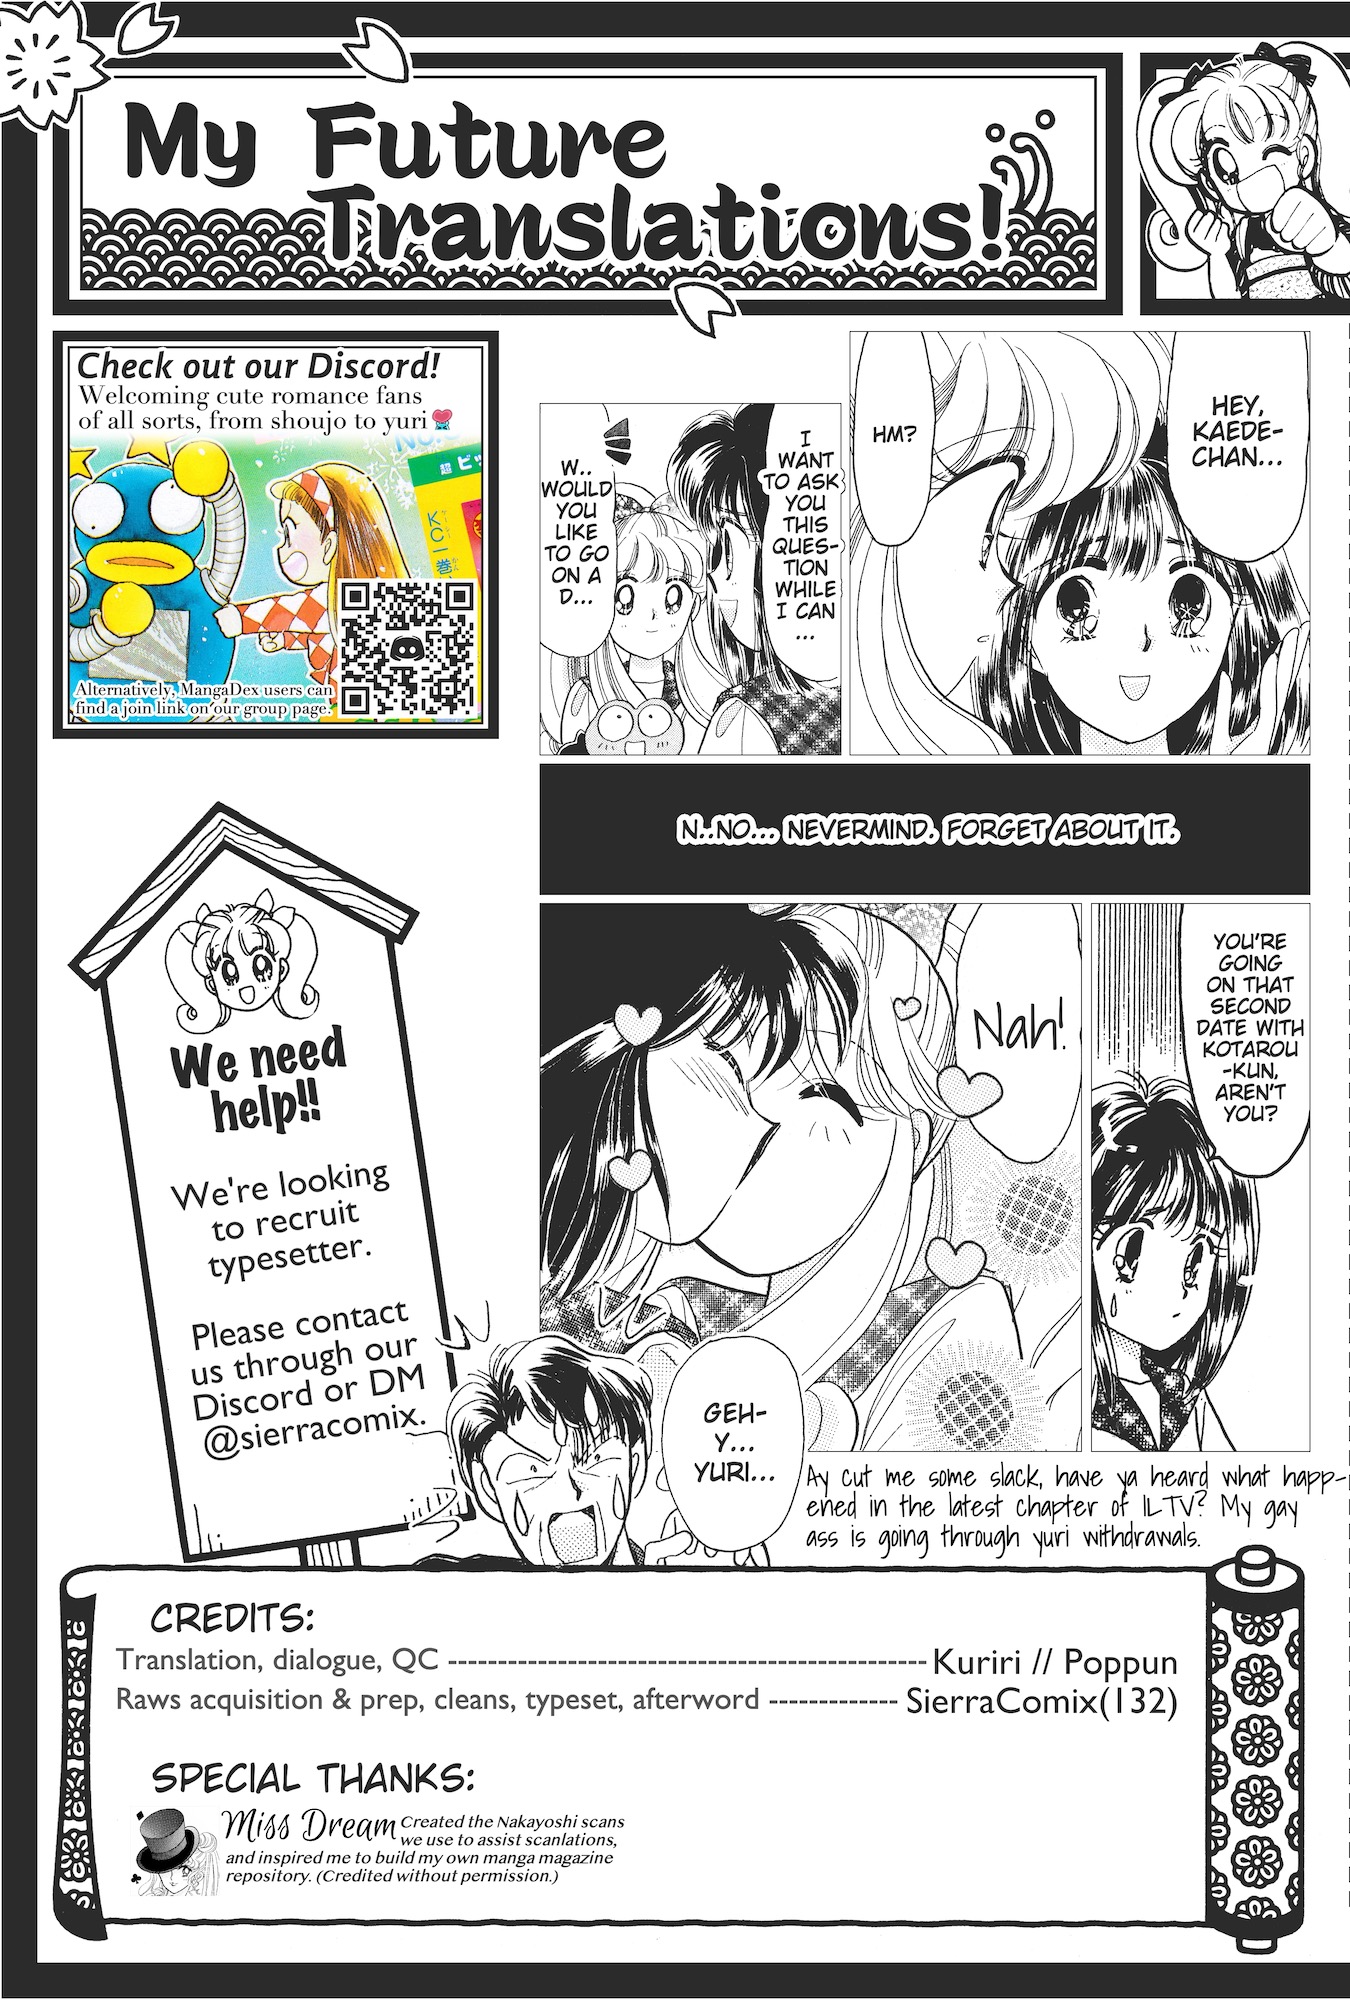 My Future
Translations!
Check out our Discord!
Welcoming cute romance fans
of all sorts, from shoujo to yuri
超ビッ
KC一巻
Alternatively, MangaDex users can
find a join link on our group page.
HEY,
KAEDE-
CHAN...
HM?
I
WANT
TO ASK
YOU
THIS
QUES-
TION
WHILE
I CAN
...
W..
WOULD
YOU
LIKE
TO GO
ON A
D...
N..NO... NEVERMIND. FORGET ABOUT IT.
YOU'RE
GOING
ON THAT
SECOND
DATE WITH
KOTAROU
-KUN,
AREN'T
YOU?
Nah!
GEH-
Y...
YURI...
Ay cut me some slack, have ya heard what happ-
ened in the latest chapter of ILTV? My gay
ass is going through yuri withdrawals.
We need
help!!
We're looking
to recruit
typesetter.
Please contact
us through our
Discord or DM
@sierracomix.
CREDITS:
Translation, dialogue, QC ------------------------------------------------ Kuriri // Poppun
Raws acquisition & prep, cleans, typeset, afterword ------------- SierraComix(132)
SPECIAL THANKS:
Miss Dream Created the Nakayoshi scans
we use to assist scanlations,
and inspired me to build my own manga magazine
repository. (Credited without permission.)